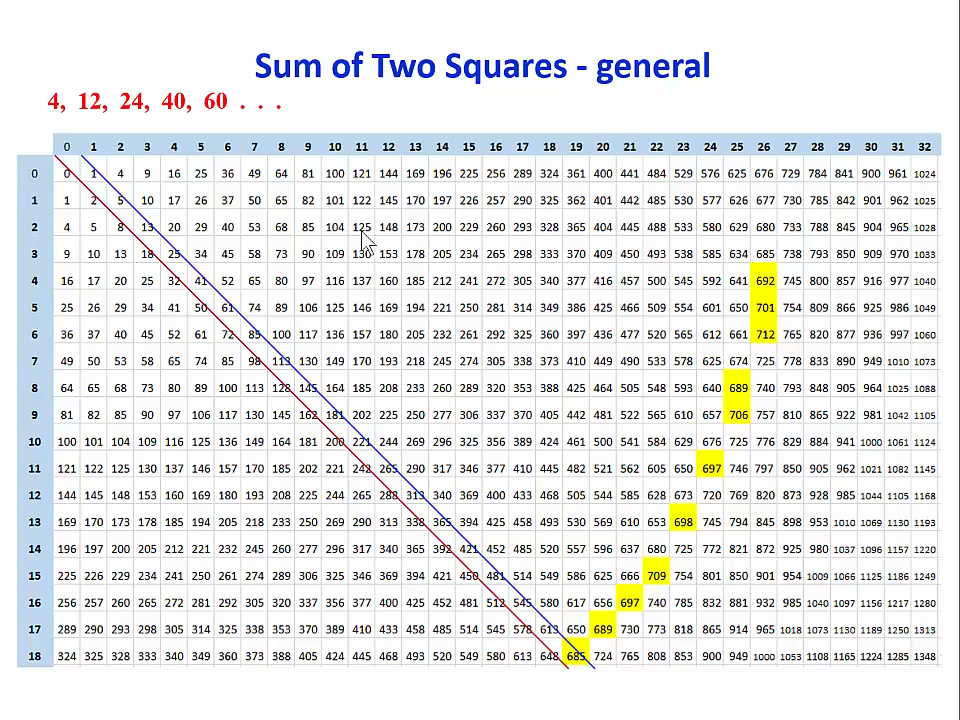 Sum of Two Squares - general
4, 12, 24, 40, 60 . . .
0 1 2 3 4 5 6 7 8 9 10 11 12 13 14 15 16 17 18 19 20 21 22 23 24 25 26 27 28 29 30 31 32
0 0 1 4 9 16 25 36 49 64 81 100 121 144 169 196 225 256 289 324 361 400 441 484 529 576 625 676 729 784 841 900 961 1024
1 1 2 5 10 17 26 37 50 65 82 101 122 145 170 197 226 257 290 325 362 401 442 485 530 577 626 677 730 785 842 901 962 1025
2 4 5 8 13 20 29 40 53 68 85 104 125 148 173 200 229 260 293 328 365 404 445 488 533 580 629 680 733 788 845 904 965 1028
3 9 10 13 18 25 34 45 58 73 90 109 130 153 178 205 234 265 298 333 370 409 450 493 538 585 634 685 738 793 850 909 970 1033
4 16 17 20 25 32 41 52 65 80 97 116 137 160 185 212 241 272 305 340 377 416 457 500 545 592 641 692 745 800 857 916 977 1040
5 25 26 29 34 41 50 61 74 89 106 125 146 169 194 221 250 281 314 349 386 425 466 509 554 601 650 701 754 809 866 925 986 1049
6 36 37 40 45 52 61 72 85 100 117 136 157 180 205 232 261 292 325 360 397 436 477 520 565 612 661 712 765 820 877 936 997 1060
7 49 50 53 58 65 74 85 98 113 130 149 170 193 218 245 274 305 338 373 410 449 490 533 578 625 674 725 778 833 890 949 1010 1073
8 64 65 68 73 80 89 100 113 128 145 164 185 208 233 260 289 320 353 388 425 464 505 548 593 640 689 740 793 848 905 964 1025 1088
9 81 82 85 90 97 106 117 130 145 162 181 202 225 250 277 306 337 370 405 442 481 522 565 610 657 706 757 810 865 922 981 1042 1105
10 100 101 104 109 116 125 136 149 164 181 200 221 244 269 296 325 356 389 424 461 500 541 584 629 676 725 776 829 884 941 1000 1061 1124
11 121 122 125 130 137 146 157 170 185 202 221 242 265 290 317 346 377 410 445 482 521 562 605 650 697 746 797 850 905 962 1021 1082 1145
12 144 145 148 153 160 169 180 193 208 225 244 265 288 313 340 369 400 433 468 505 544 585 628 673 720 769 820 873 928 985 1044 1105 1168
13 169 170 173 178 185 194 205 218 233 250 269 290 313 338 365 394 425 458 493 530 569 610 653 698 745 794 845 898 953 1010 1069 1130 1193
14 196 197 200 205 212 221 232 245 260 277 296 317 340 365 392 421 452 485 520 557 596 637 680 725 772 821 872 925 980 1037 1096 1157 1220
15 225 226 229 234 241 250 261 274 289 306 325 346 369 394 421 450 481 514 549 586 625 666 709 754 801 850 901 954 1009 1066 1125 1186 1249
16 256 257 260 265 272 281 292 305 320 337 356 377 400 425 452 481 512 545 580 617 656 697 740 785 832 881 932 985 1040 1097 1156 1217 1280
17 289 290 293 298 305 314 325 338 353 370 389 410 433 458 485 514 545 578 613 650 689 730 773 818 865 914 965 1018 1073 1130 1189 1250 1313
18 324 325 328 333 340 349 360 373 388 405 424 445 468 493 520 549 580 613 648 685 724 765 808 853 900 949 1000 1053 1108 1165 1224 1285 1348